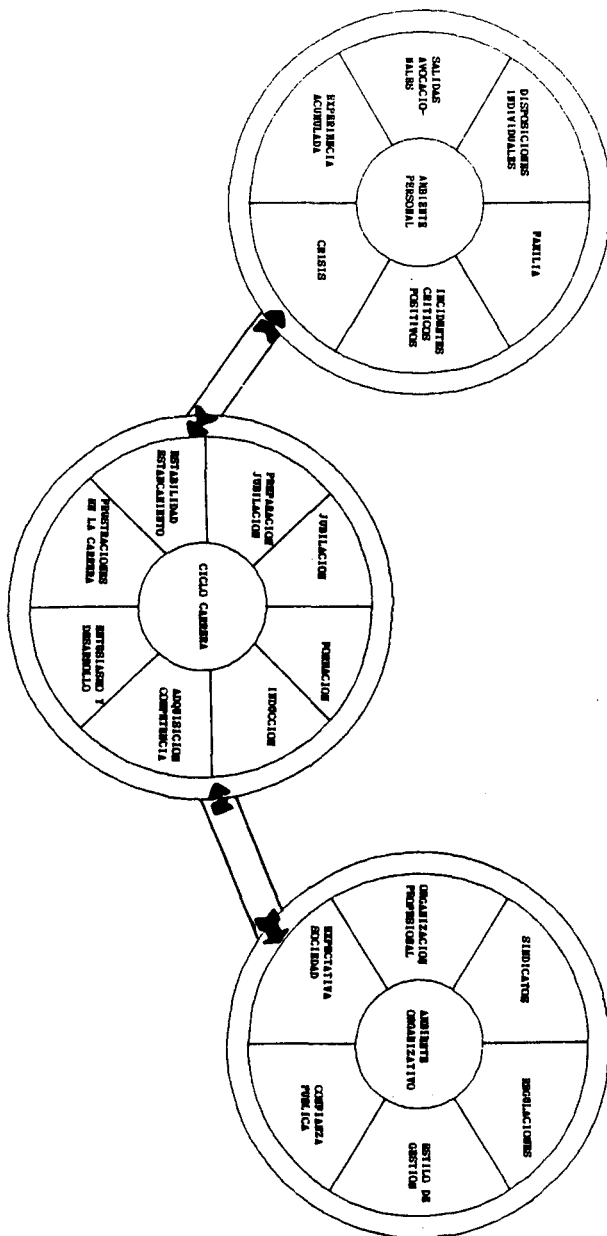 DISPOSICIONES
INDIVIDUALES
FAMILIA
SALIDAS
AVOCACIO-
NALES
AMBIENTE
PERSONAL
INCIDENTES
CRITICOS
POSITIVOS
EXPERIENCIA
ACUMULADA
CRISIS
JUBILACION
FORMACION
PREPARACION
JUBILACION
INDUCCION
CICLO CARRERA
ESTABILIDAD
ESTANCAMIENTO
ADQUISICION
COMPETENCIA
FRUSTRACIONES
EN LA CARRERA
ENTUSIASMO Y
DESARROLLO
SINDICATOS
REGULACIONES
ORGANIZACION
PROFESIONAL
AMBIENTE
ORGANIZATIVO
ESTILO DE
GESTION
EXPECTATIVA
SOCIEDAD
CONFIANZA
PUBLICA